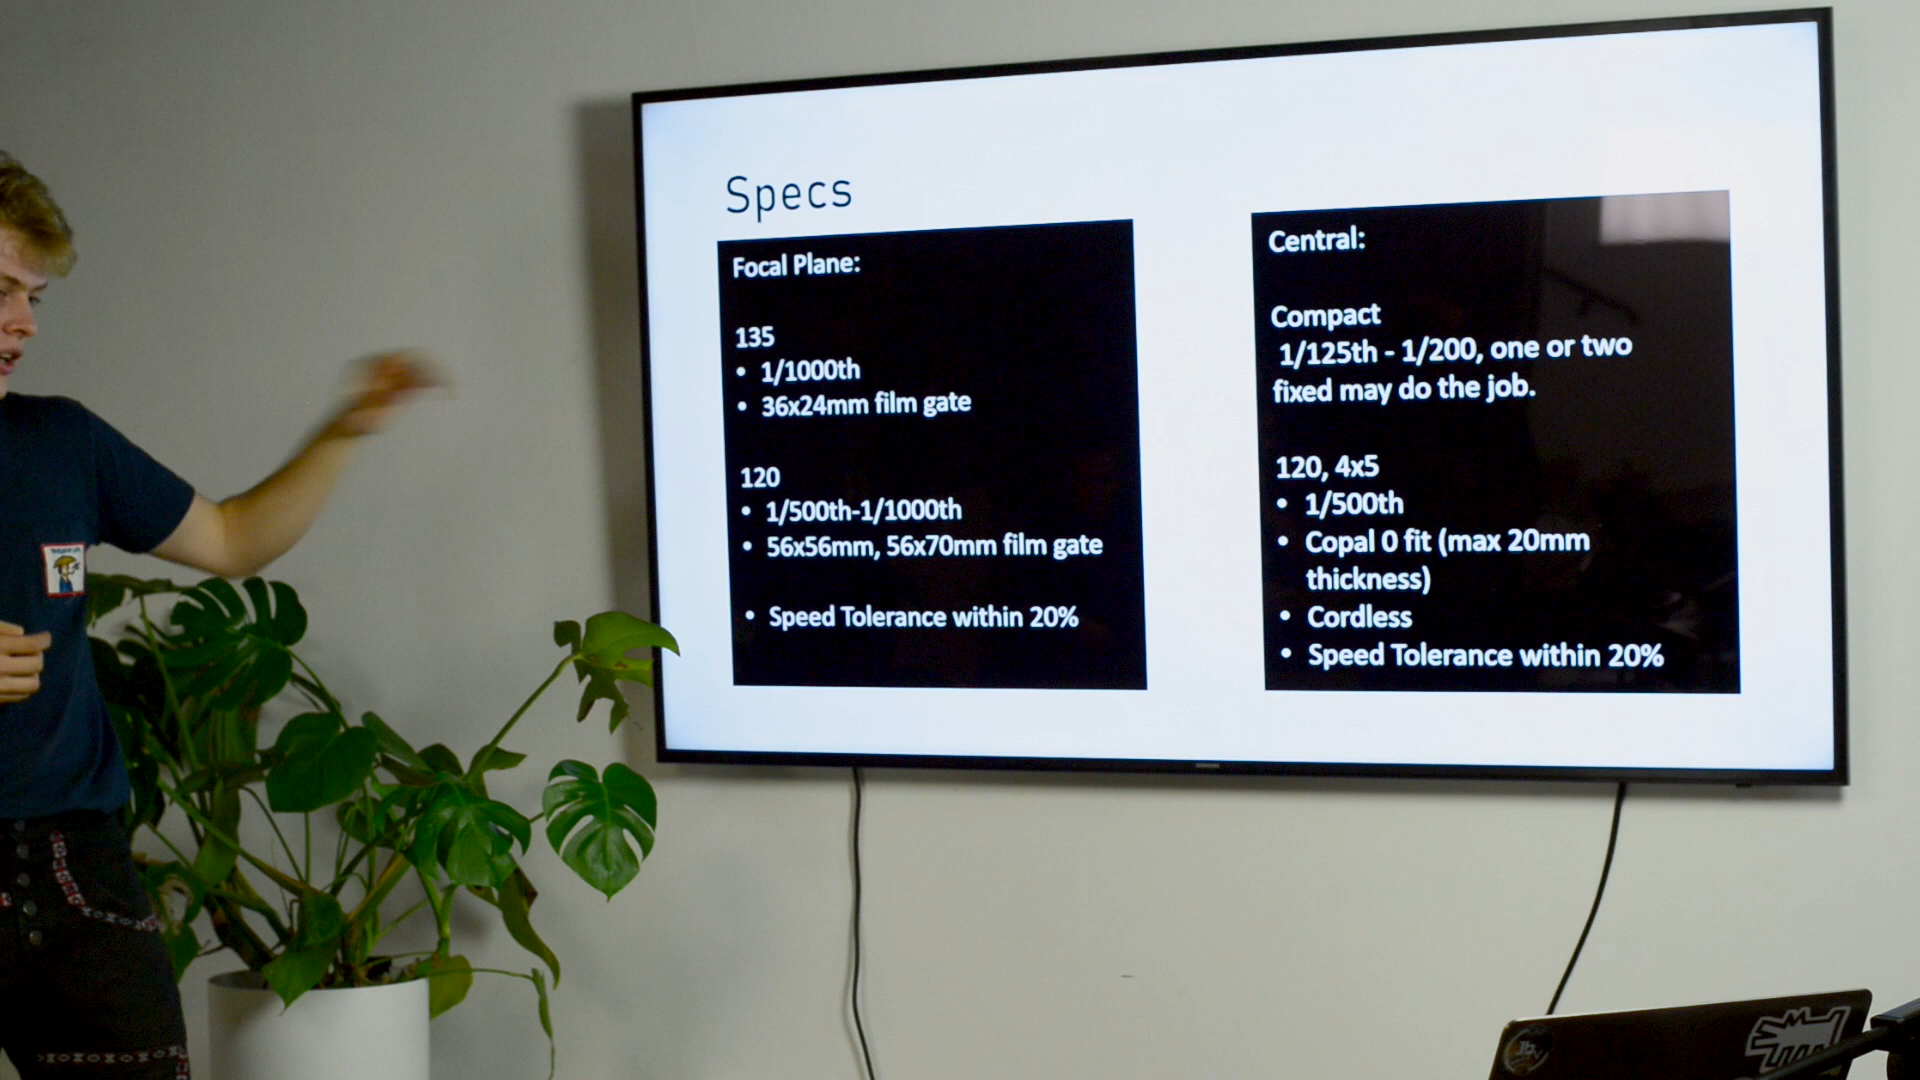 Specs
Focal Plane:
135
• 1/1000th
• 36x24mm film gate
120
• 1/500th-1/1000th
• 56x56mm, 56x70mm film gate
• Speed Tolerance within 20%
Central:
Compact
1/125th - 1/200, one or two
fixed may do the job.
120, 4x5
• 1/500th
• Copal 0 fit (max 20mm
thickness)
• Cordless
• Speed Tolerance within 20%